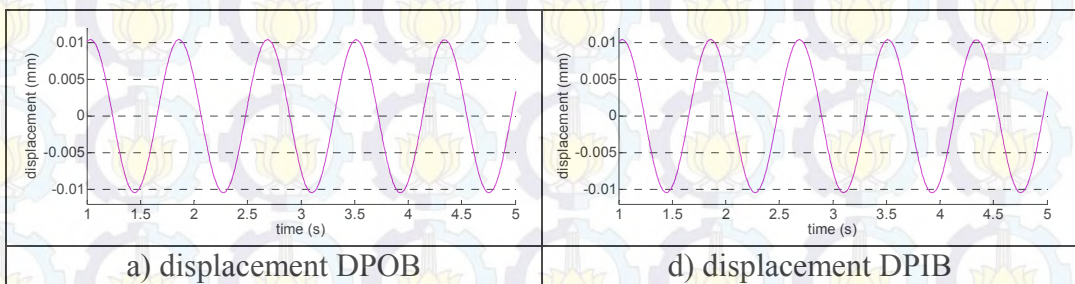 displacement (mm)
0.01
0.005
0
-0.005
-0.01
1 1.5 2 2.5 3 3.5 4 4.5 5
time (s)
a) displacement DPOB
displacement (mm)
0.01
0.005
0
-0.005
-0.01
1 1.5 2 2.5 3 3.5 4 4.5 5
time (s)
d) displacement DPIB